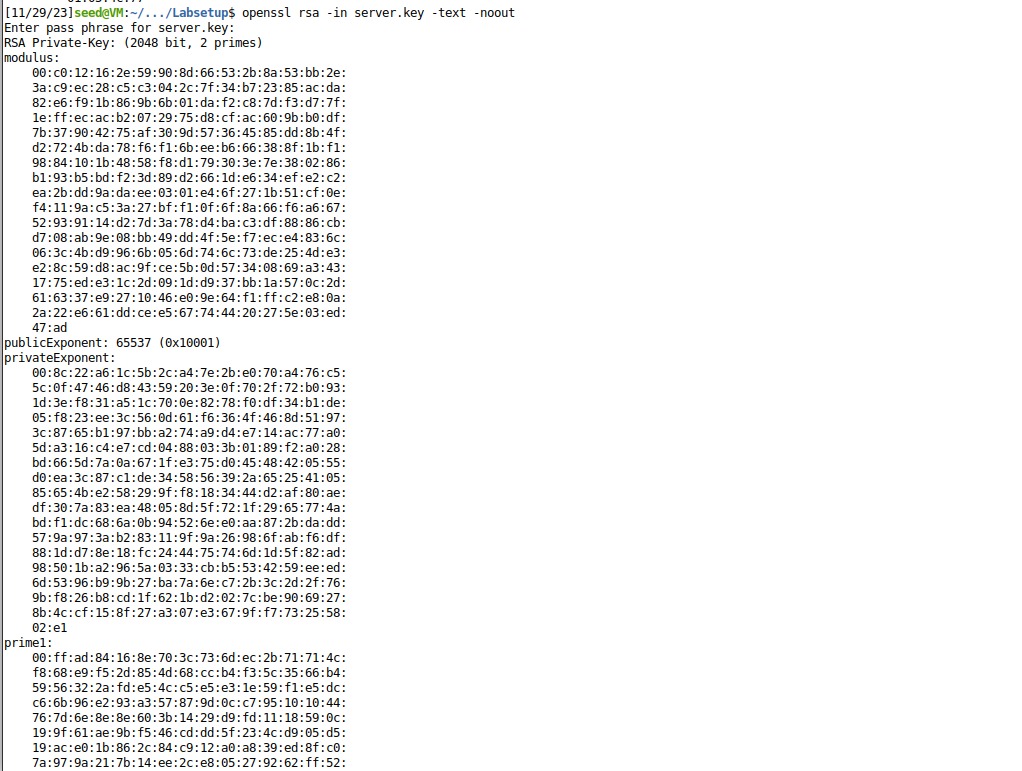 [11/29/23]seed@VM:~/.../Labsetup$ openssl rsa -in server.key -text -noout
Enter pass phrase for server.key:
RSA Private-Key: (2048 bit, 2 primes)
modulus:
00:c0:12:16:2e:59:90:8d:66:53:2b:8a:53:bb:2e:
3a:c9:ec:28:c5:c3:04:2c:7f:34:b7:23:85:ac:da:
82:e6:f9:1b:86:9b:6b:01:da:f2:c8:7d:f3:d7:7f:
1e:ff:ec:ac:b2:07:29:75:d8:cf:ac:60:9b:b0:df:
7b:37:90:42:75:af:30:9d:57:36:45:85:dd:8b:4f:
d2:72:4b:da:78:f6:f1:6b:ee:b6:66:38:8f:1b:f1:
98:84:10:1b:48:58:f8:d1:79:30:3e:7e:38:02:86:
b1:93:b5:bd:f2:3d:89:d2:66:1d:e6:34:ef:e2:c2:
ea:2b:dd:9a:da:ee:03:01:e4:6f:27:1b:51:cf:0e:
f4:11:9a:c5:3a:27:bf:f1:0f:6f:8a:66:f6:a6:67:
52:93:91:14:d2:7d:3a:78:d4:ba:c3:df:88:86:cb:
d7:08:ab:9e:08:bb:49:dd:4f:5e:f7:ec:e4:83:6c:
06:3c:4b:d9:96:6b:05:6d:74:6c:73:de:25:4d:e3:
e2:8c:59:d8:ac:9f:ce:5b:0d:57:34:08:69:a3:43:
17:75:ed:e3:1c:2d:09:1d:d9:37:bb:1a:57:0c:2d:
61:63:37:e9:27:10:46:e0:9e:64:f1:ff:c2:e8:0a:
2a:22:e6:61:dd:ce:e5:67:74:44:20:27:5e:03:ed:
47:ad
publicExponent: 65537 (0x10001)
privateExponent:
00:8c:22:a6:1c:5b:2c:a4:7e:2b:e0:70:a4:76:c5:
5c:0f:47:46:d8:43:59:20:3e:0f:70:2f:72:b0:93:
1d:3e:f8:31:a5:1c:70:0e:82:78:f0:df:34:b1:de:
05:f8:23:ee:3c:56:0d:61:f6:36:4f:46:8d:51:97:
3c:87:65:b1:97:bb:a2:74:a9:d4:e7:14:ac:77:a0:
5d:a3:16:c4:e7:cd:04:88:03:3b:01:89:f2:a0:28:
bd:66:5d:7a:0a:67:1f:e3:75:d0:45:48:42:05:55:
d0:ea:3c:87:c1:de:34:58:56:39:2a:65:25:41:05:
85:65:4b:e2:58:29:9f:f8:18:34:44:d2:af:80:ae:
df:30:7a:83:ea:48:05:8d:5f:72:1f:29:65:77:4a:
bd:f1:dc:68:6a:0b:94:52:6e:e0:aa:87:2b:da:dd:
57:9a:97:3a:b2:83:11:9f:9a:26:98:6f:ab:f6:df:
88:1d:d7:8e:18:fc:24:44:75:74:6d:1d:5f:82:ad:
98:50:1b:a2:96:5a:03:33:cb:b5:53:42:59:ee:ed:
6d:53:96:b9:9b:27:ba:7a:6e:c7:2b:3c:2d:2f:76:
9b:f8:26:b8:cd:1f:62:1b:d2:02:7c:be:90:69:27:
8b:4c:cf:15:8f:27:a3:07:e3:67:9f:f7:73:25:58:
02:e1
prime1:
00:ff:ad:84:16:8e:70:3c:73:6d:ec:2b:71:71:4c:
f8:68:e9:f5:2d:85:4d:68:cc:b4:f3:5c:35:66:b4:
59:56:32:2a:fd:e5:4c:c5:e5:e3:1e:59:f1:e5:dc:
c6:6b:96:e2:93:a3:57:87:9d:0c:c7:95:10:10:44:
76:7d:6e:8e:8e:60:3b:14:29:d9:fd:11:18:59:0c:
19:9f:61:ae:9b:f5:46:cd:dd:5f:23:4c:d9:05:d5:
19:ac:e0:1b:86:2c:84:c9:12:a0:a8:39:ed:8f:c0:
7a:97:9a:21:7b:14:ee:2c:e8:05:27:92:62:ff:52: